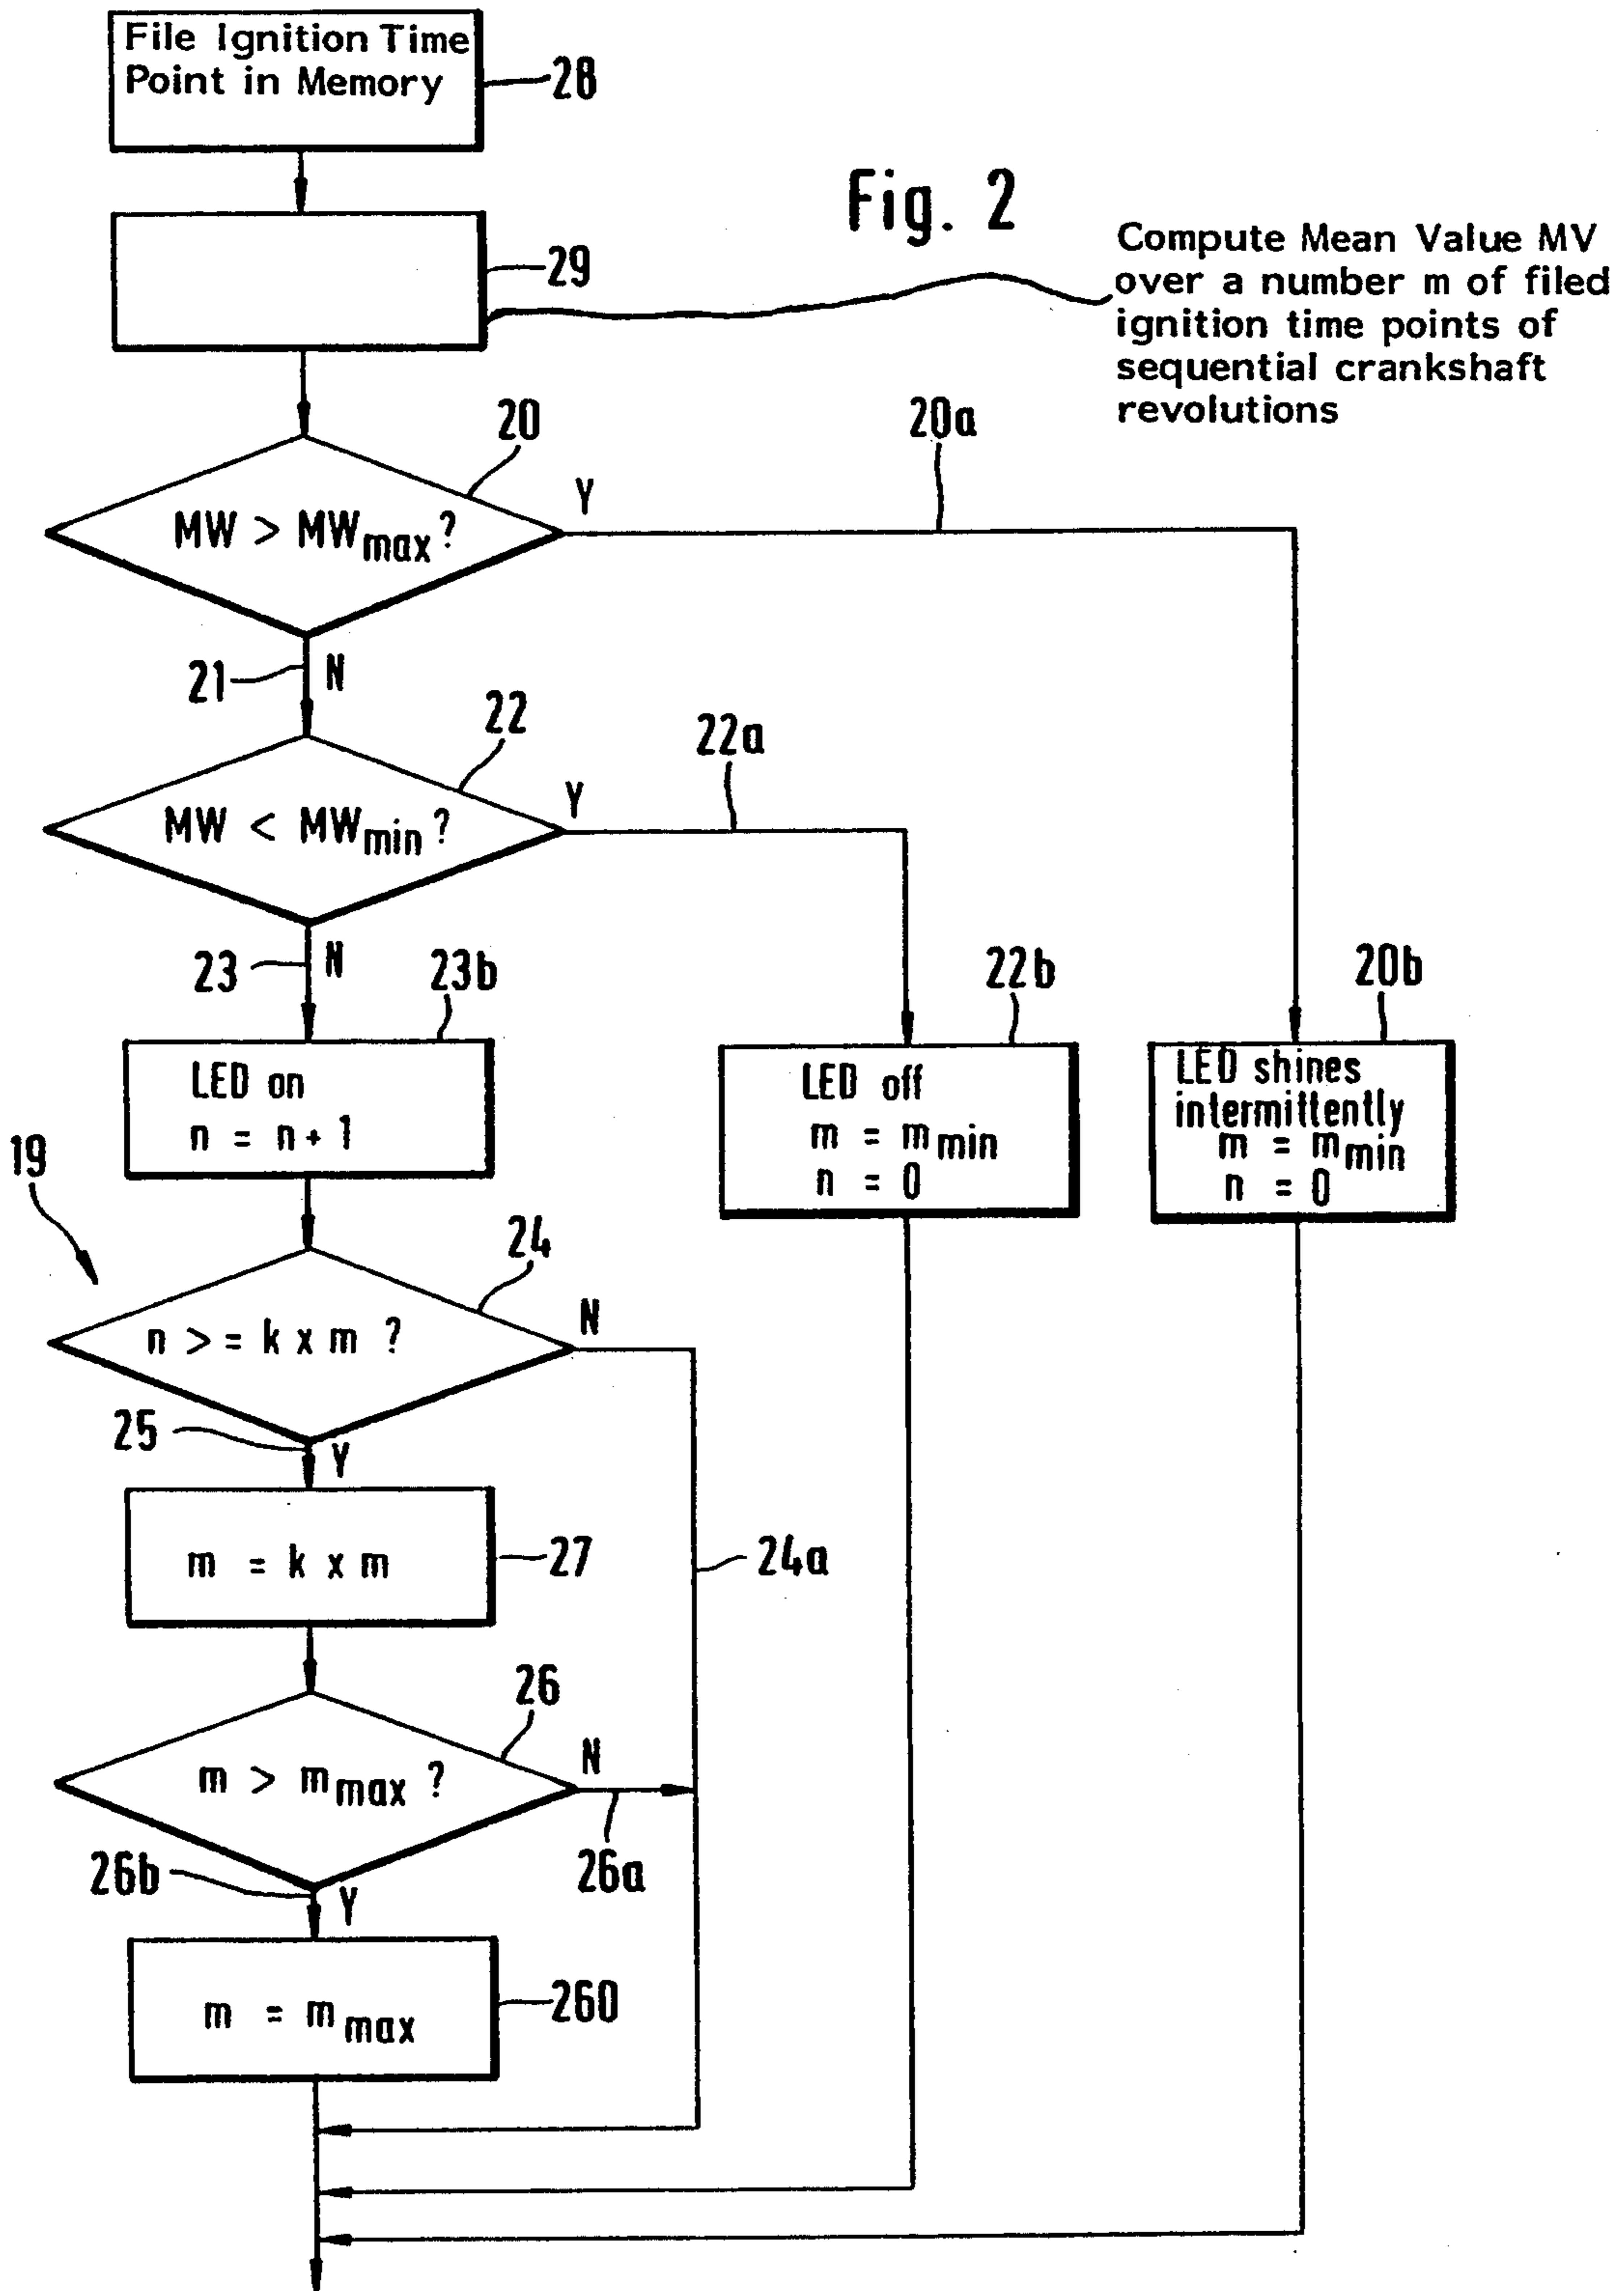 File Ignition Time
Point in Memory
28
Fig. 2
29
Compute Mean Value MV
over a number m of filed
ignition time points of
sequential crankshaft
revolutions
20
20a
Y
MW > MWmax ?
21
N
22
22a
Y
MW < MWmin ?
23
N
23b
22b
20b
LED on
n = n + 1
LED off
m = mmin
n = 0
LED shines
intermittently
m = mmin
n = 0
19
24
N
n > = k x m ?
25
Y
m = k x m
27
24a
26
N
m > mmax ?
26a
26b
Y
m = mmax
260